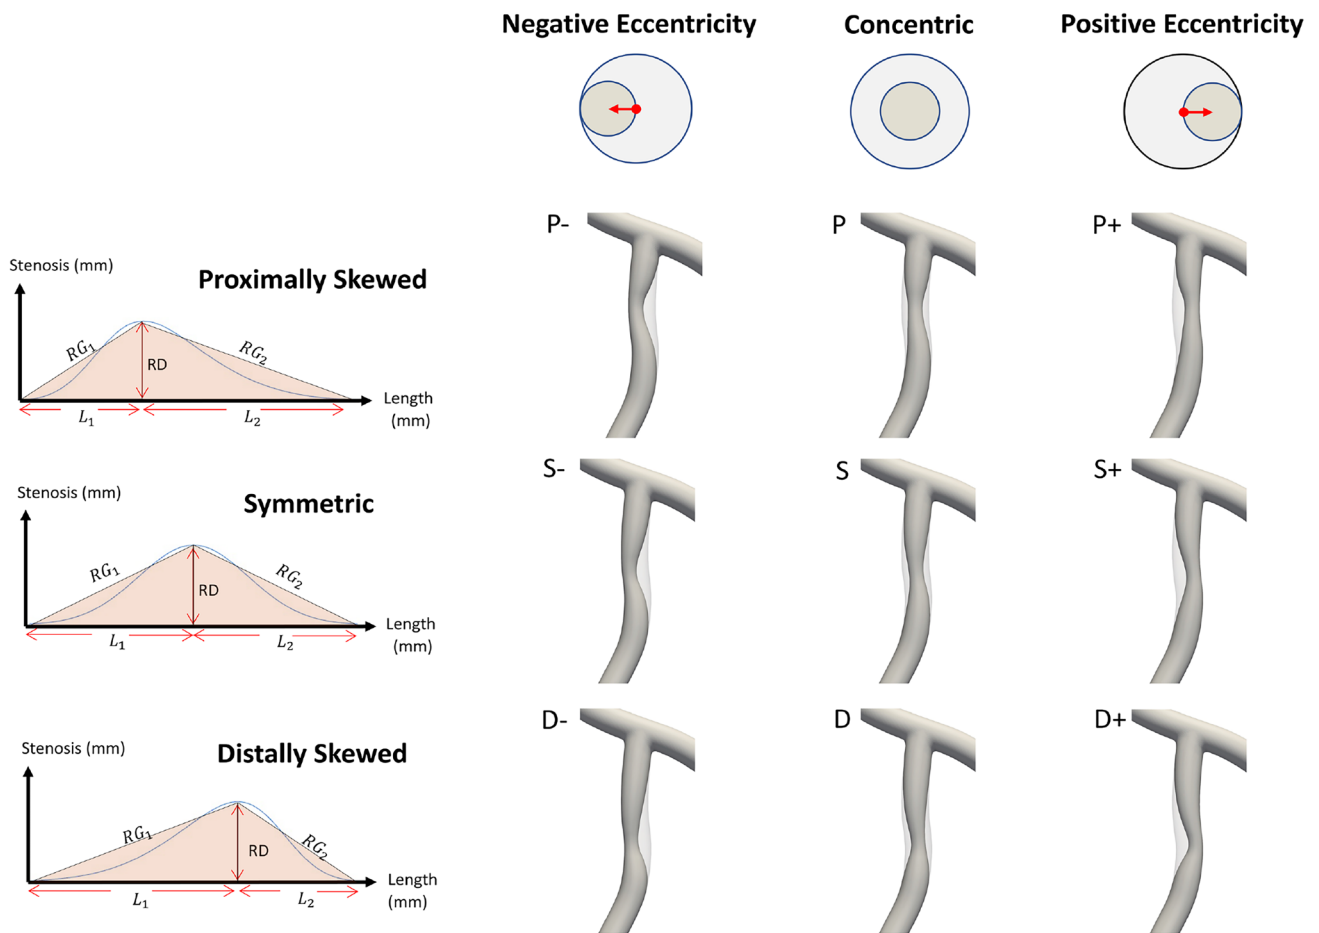 Negative Eccentricity
Concentric
Positive Eccentricity
P-
P
P+
Stenosis (mm)
Proximally Skewed
RG₁
RG₂
RD
Length
(mm)
L₁
L₂
S-
S
S+
Stenosis (mm)
Symmetric
RG₁
RG₂
RD
Length
(mm)
L₁
L₂
D-
D
D+
Stenosis (mm)
Distally Skewed
RG₁
RG₂
RD
Length
(mm)
L₁
L₂